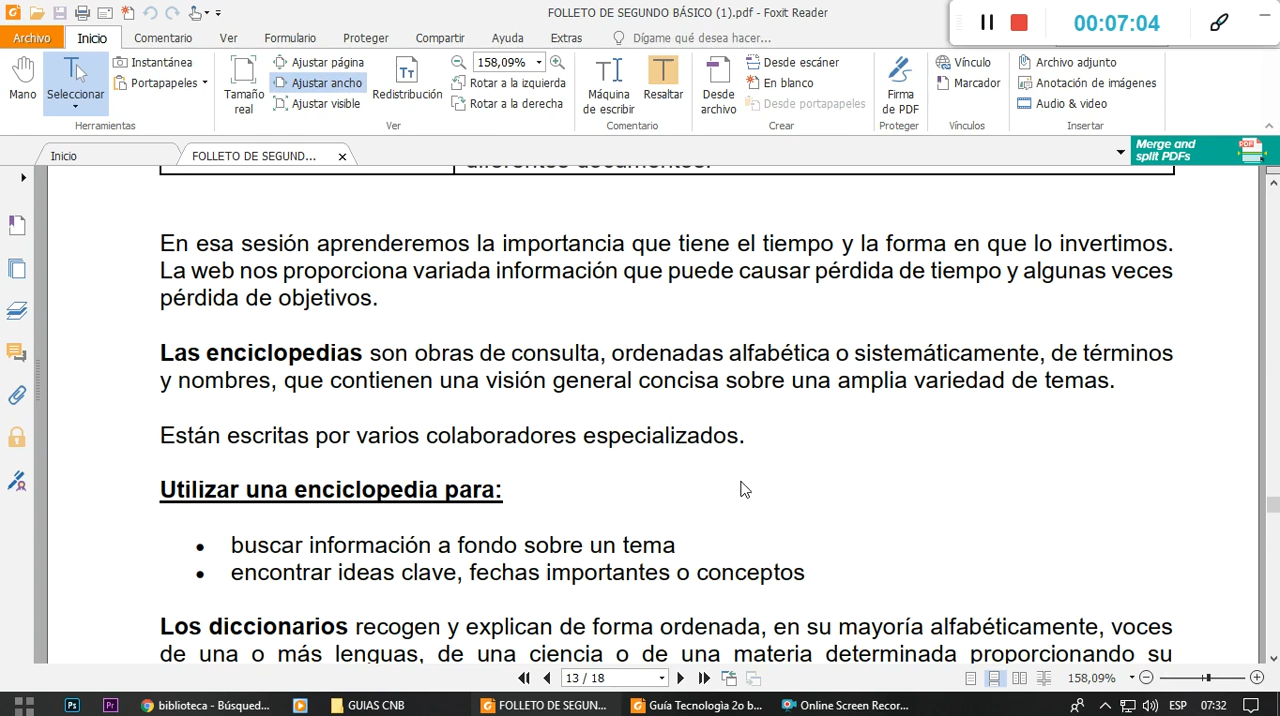 FOLLETO DE SEGUNDO BÁSICO (1).pdf - Foxit Reader
00:07:04
Archivo Inicio Comentario Ver Formulario Proteger Compartir Ayuda Extras Dígame qué desea hacer...
Mano
Seleccionar
Instantánea
Portapapeles
Herramientas
Tamaño real
Ajustar página
Ajustar ancho
Ajustar visible
Redistribución
158,09%
Rotar a la izquierda
Rotar a la derecha
Ver
Máquina de escribir
Resaltar
Comentario
Desde archivo
Desde escáner
En blanco
Desde portapapeles
Crear
Firma de PDF
Proteger
Vínculo
Marcador
Vínculos
Archivo adjunto
Anotación de imágenes
Audio & video
Insertar
Inicio
FOLLETO DE SEGUND...
Merge and
split PDFs
PDF
diferentes documentos.
En esa sesión aprenderemos la importancia que tiene el tiempo y la forma en que lo invertimos.
La web nos proporciona variada información que puede causar pérdida de tiempo y algunas veces
pérdida de objetivos.
Las enciclopedias son obras de consulta, ordenadas alfabética o sistemáticamente, de términos
y nombres, que contienen una visión general concisa sobre una amplia variedad de temas.
Están escritas por varios colaboradores especializados.
Utilizar una enciclopedia para:
• buscar información a fondo sobre un tema
• encontrar ideas clave, fechas importantes o conceptos
Los diccionarios recogen y explican de forma ordenada, en su mayoría alfabéticamente, voces
de una o más lenguas, de una ciencia o de una materia determinada proporcionando su
13 / 18
158,09%
Ps
Pr
biblioteca - Búsqued...
GUIAS CNB
FOLLETO DE SEGUN...
Guía Tecnologìa 2o b...
Online Screen Recor...
ESP
07:32